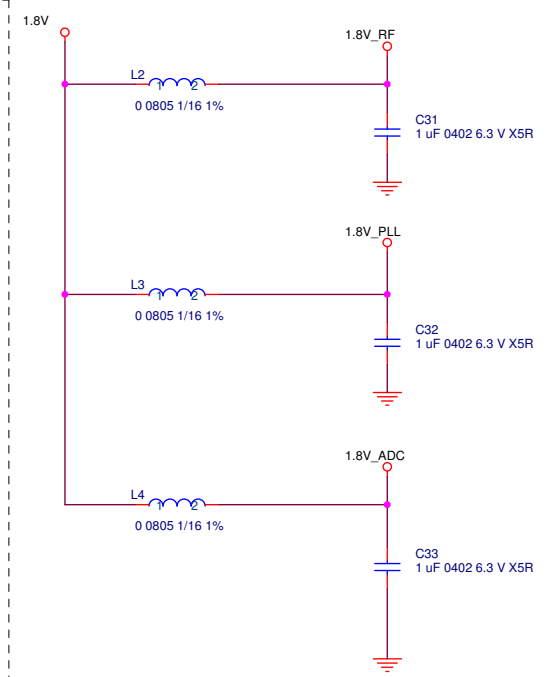 1.8V
1.8V_RF
L2
1 2
0 0805 1/16 1%
C31
1 uF 0402 6.3 V X5R
1.8V_PLL
L3
1 2
0 0805 1/16 1%
C32
1 uF 0402 6.3 V X5R
1.8V_ADC
L4
1 2
0 0805 1/16 1%
C33
1 uF 0402 6.3 V X5R